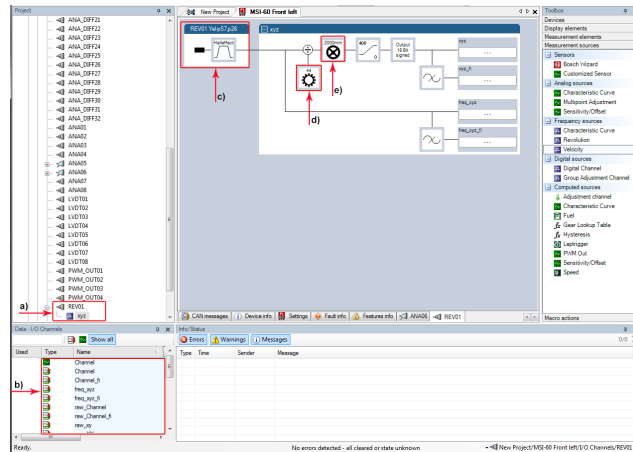 Project
ANA_DIFF21
ANA_DIFF22
ANA_DIFF23
ANA_DIFF24
ANA_DIFF25
ANA_DIFF26
ANA_DIFF27
ANA_DIFF28
ANA_DIFF29
ANA_DIFF30
ANA_DIFF31
ANA_DIFF32
ANA01
ANA02
ANA03
ANA04
ANA05
ANA06
ANA07
ANA08
LVDT01
LVDT02
LVDT03
LVDT04
LVDT05
LVDT06
LVDT07
LVDT08
PWM_OUT01
PWM_OUT02
PWM_OUT03
PWM_OUT04
a)
REV01
xyz
New Project
MSI-60 Front left
REV01 Yelp57,p26
HalleffeKt
c)
xyz
44
d)
2000mm
e)
400
0
Output
16 Bit
signed
xyz
...
xyz_fi
...
freq_xyz
...
freq_xyz_fi
...
CAN messages
Device info
Settings
Fault info
Features info
ANA06
REV01
Toolbox
Devices
Display elements
Measurement elements
Measurement sources
Sensors
Bosch Wizard
Customized Sensor
Analog sources
Characteristic Curve
Multipoint Adjustment
Sensitivity/Offset
Frequency sources
Characteristic Curve
Revolution
Velocity
Digital sources
Digital Channel
Group Adjustment Channel
Computed sources
Adjustment channel
Characteristic Curve
Fuel
Gear Lookup Table
Hysteresis
Laptrigger
PWM Out
Sensitivity/Offset
Speed
Macro actions
Data - I/O Channels
Show all
Used Type Name
b)
Channel
Channel
Channel_fi
freq_xyz
freq_xyz_fi
raw_Channel
raw_Channel_fi
raw_xy
Info/Status
Errors
Warnings
Messages
0/0
Type Time Sender Message
Ready.
No errors detected - all cleared or state unknown
New Project/MSI-60 Front left/I/O Channels/REV01